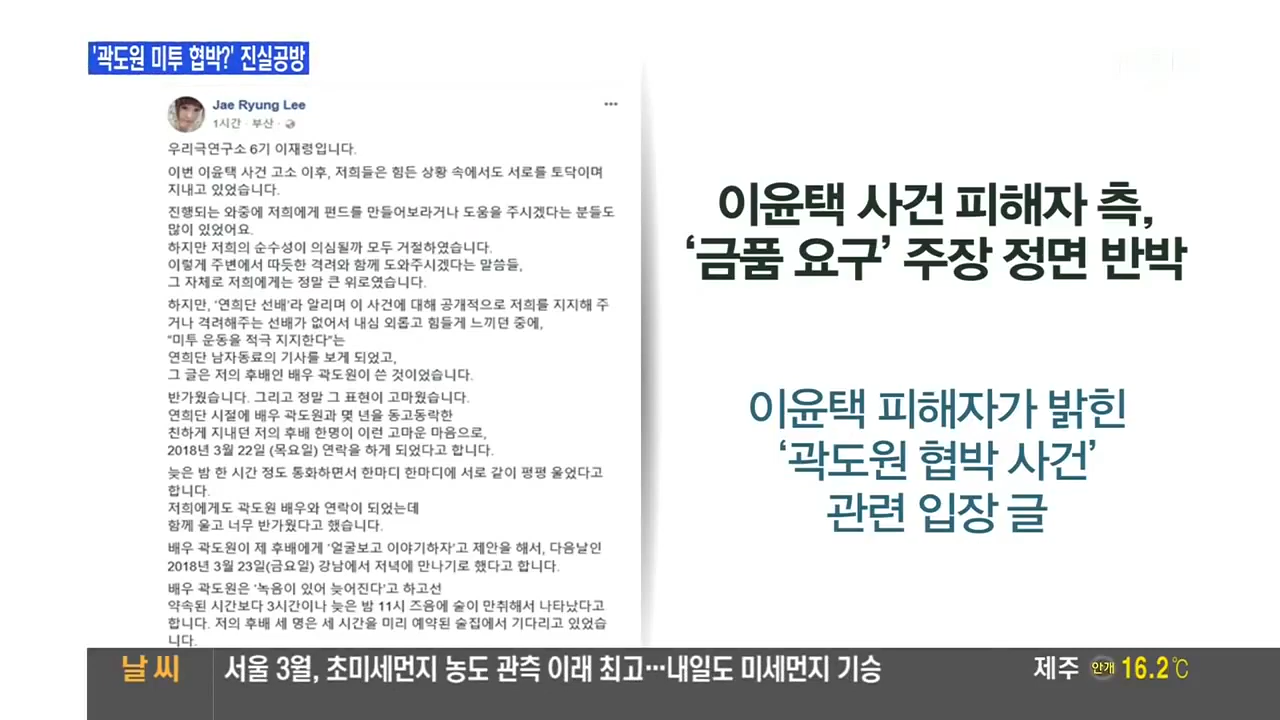 '곽도원 미투 협박?' 진실공방
Jae Ryung Lee
1시간 · 부산 ·
우리극연구소 6기 이재령입니다.
이번 이윤택 사건 고소 이후, 저희들은 힘든 상황 속에서도 서로를 토닥이며
지내고 있었습니다.
진행되는 와중에 저희에게 펀드를 만들어보라거나 도움을 주시겠다는 분들도
많이 있었어요.
하지만 저희의 순수성이 의심될까 모두 거절하였습니다.
이렇게 주변에서 따듯한 격려와 함께 도와주시겠다는 말씀들,
그 자체로 저희에게는 정말 큰 위로였습니다.
하지만, '연희단 선배'라 알리며 이 사건에 대해 공개적으로 저희를 지지해 주
거나 격려해주는 선배가 없어서 내심 외롭고 힘들게 느끼던 중에,
"미투 운동을 적극 지지한다"는
연희단 남자동료의 기사를 보게 되었고,
그 글은 저의 후배인 배우 곽도원이 쓴 것이었습니다.
반가웠습니다. 그리고 정말 그 표현이 고마웠습니다.
연희단 시절에 배우 곽도원과 몇 년을 동고동락한
친하게 지내던 저의 후배 한명이 이런 고마운 마음으로,
2018년 3월 22일 (목요일) 연락을 하게 되었다고 합니다.
늦은 밤 한 시간 정도 통화하면서 한마디 한마디에 서로 같이 펑펑 울었다고
합니다.
저희에게도 곽도원 배우와 연락이 되었는데
함께 울고 너무 반가웠다고 했습니다.
배우 곽도원이 제 후배에게 '얼굴보고 이야기하자'고 제안을 해서, 다음날인
2018년 3월 23일(금요일) 강남에서 저녁에 만나기로 했다고 합니다.
배우 곽도원은 '녹음이 있어 늦어진다'고 하고선
약속된 시간보다 3시간이나 늦은 밤 11시 즈음에 술이 만취해서 나타났다고
합니다. 저의 후배 세 명은 세 시간을 미리 예약된 술집에서 기다리고 있었습
니다.
이윤택 사건 피해자 측,
'금품 요구' 주장 정면 반박
이윤택 피해자가 밝힌
'곽도원 협박 사건'
관련 입장 글
날씨 서울 3월, 초미세먼지 농도 관측 이래 최고…내일도 미세먼지 기승 제주 안개 16.2℃